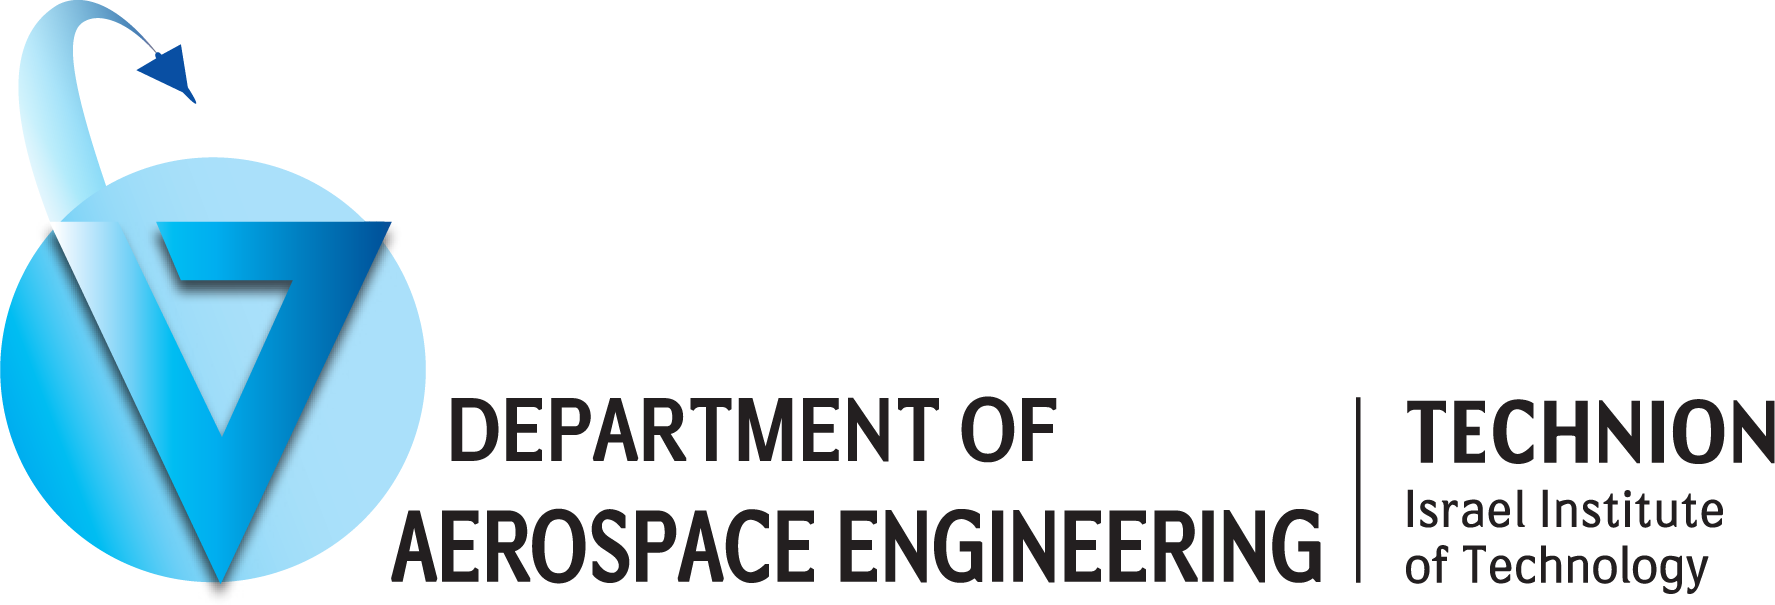 DEPARTMENT OF
AEROSPACE ENGINEERING
TECHNION
Israel Institute
of Technology